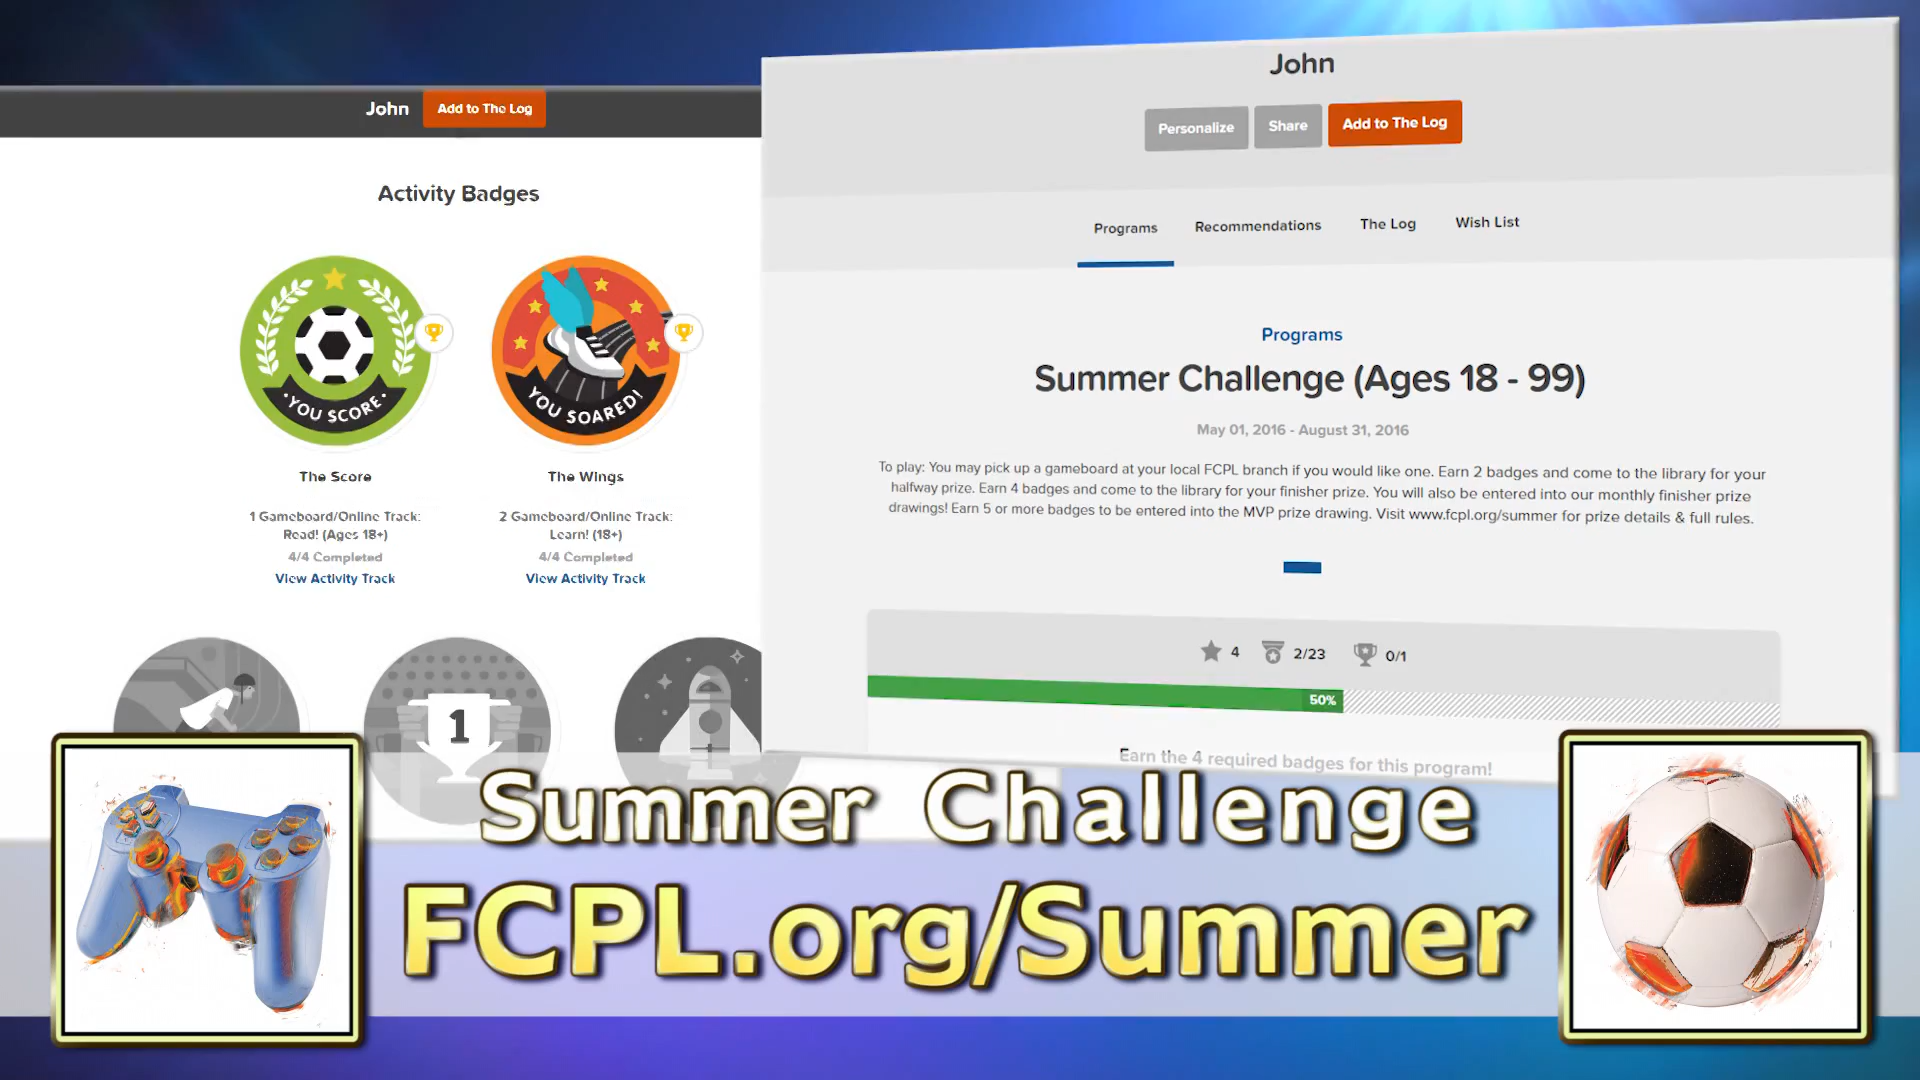 John
Add to The Log
Activity Badges
YOU SCORE
YOU SOARED!
The Score
The Wings
1 Gameboard/Online Track:
Read! (Ages 18+)
4/4 Completed
View Activity Track
2 Gameboard/Online Track:
Learn! (18+)
4/4 Completed
View Activity Track
1
John
Personalize
Share
Add to The Log
Programs
Recommendations
The Log
Wish List
Programs
Summer Challenge (Ages 18 - 99)
May 01, 2016 - August 31, 2016
To play: You may pick up a gameboard at your local FCPL branch if you would like one. Earn 2 badges and come to the library for your
halfway prize. Earn 4 badges and come to the library for your finisher prize. You will also be entered into our monthly finisher prize
drawings! Earn 5 or more badges to be entered into the MVP prize drawing. Visit www.fcpl.org/summer for prize details & full rules.
4
2/23
0/1
50%
Earn the 4 required badges for this program!
Summer Challenge
FCPL.org/Summer